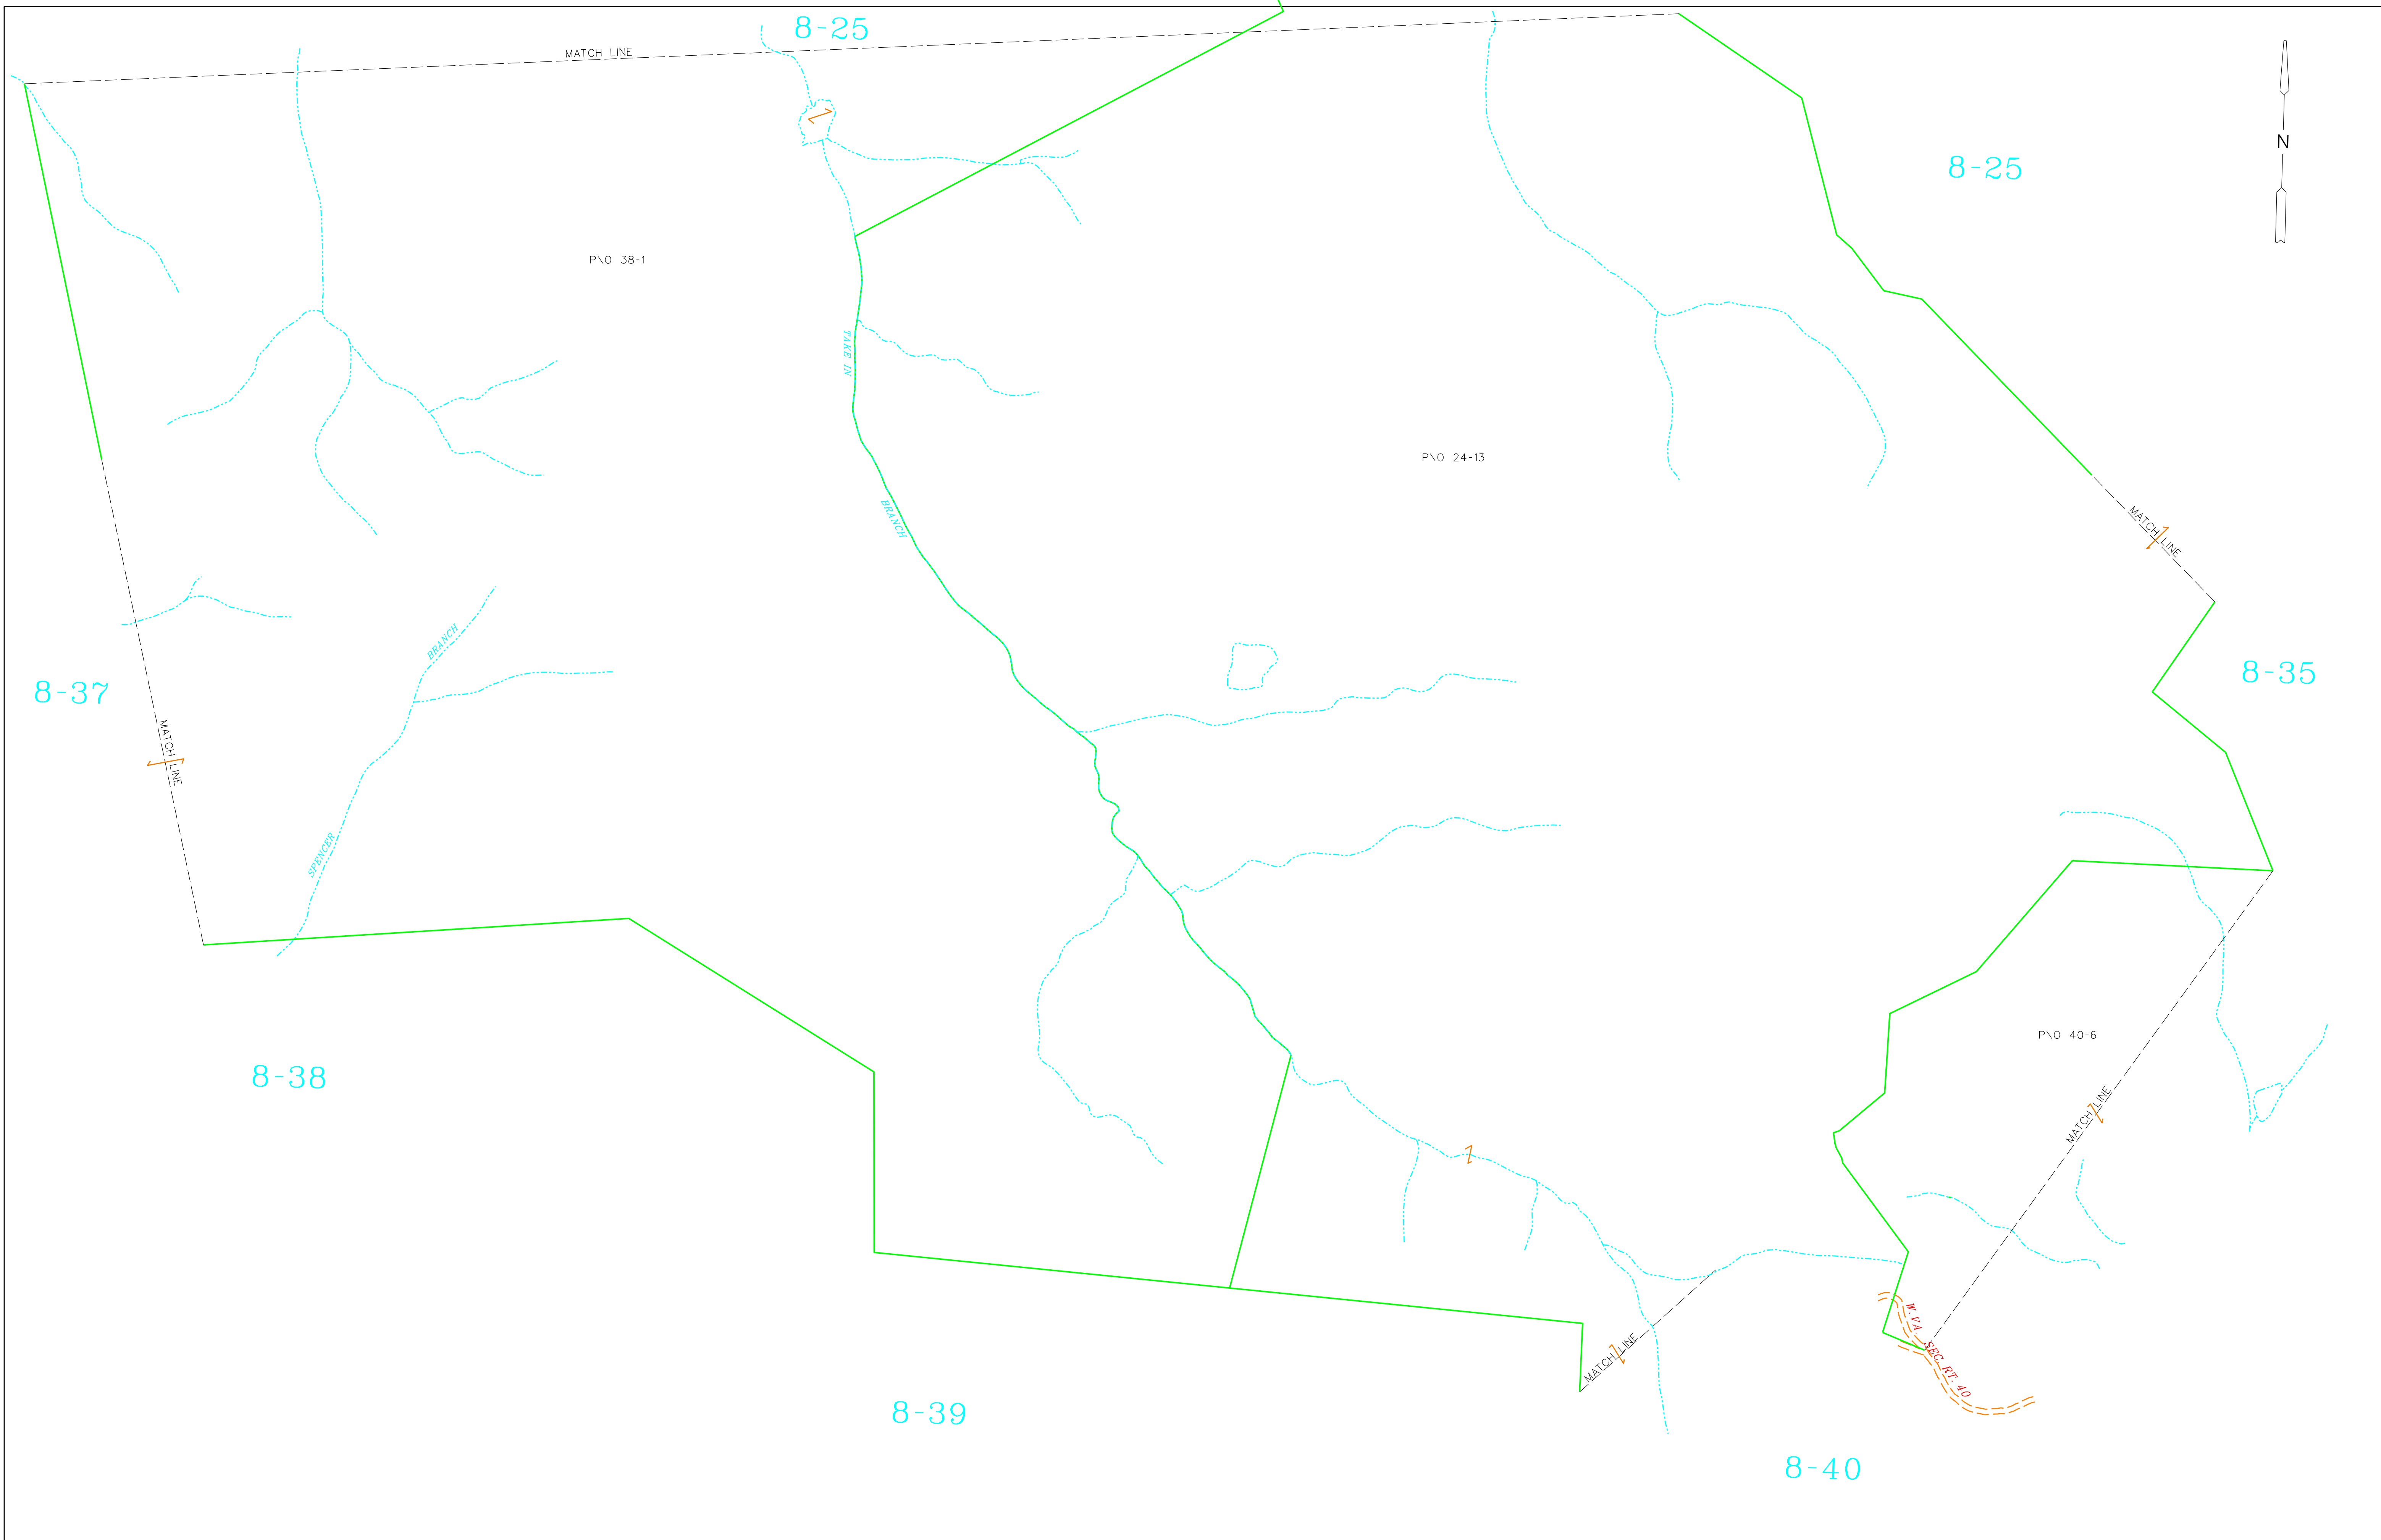 8-25
MATCH LINE
N
8-25
P\O 38-1
TAKE IN
BRANCH
P\O 24-13
MATCH LINE
BRANCH
SPENCER
8-37
MATCH LINE
8-35
8-38
P\O 40-6
MATCH LINE
W. VA. SEC. RT. 40
MATCH LINE
8-39
8-40